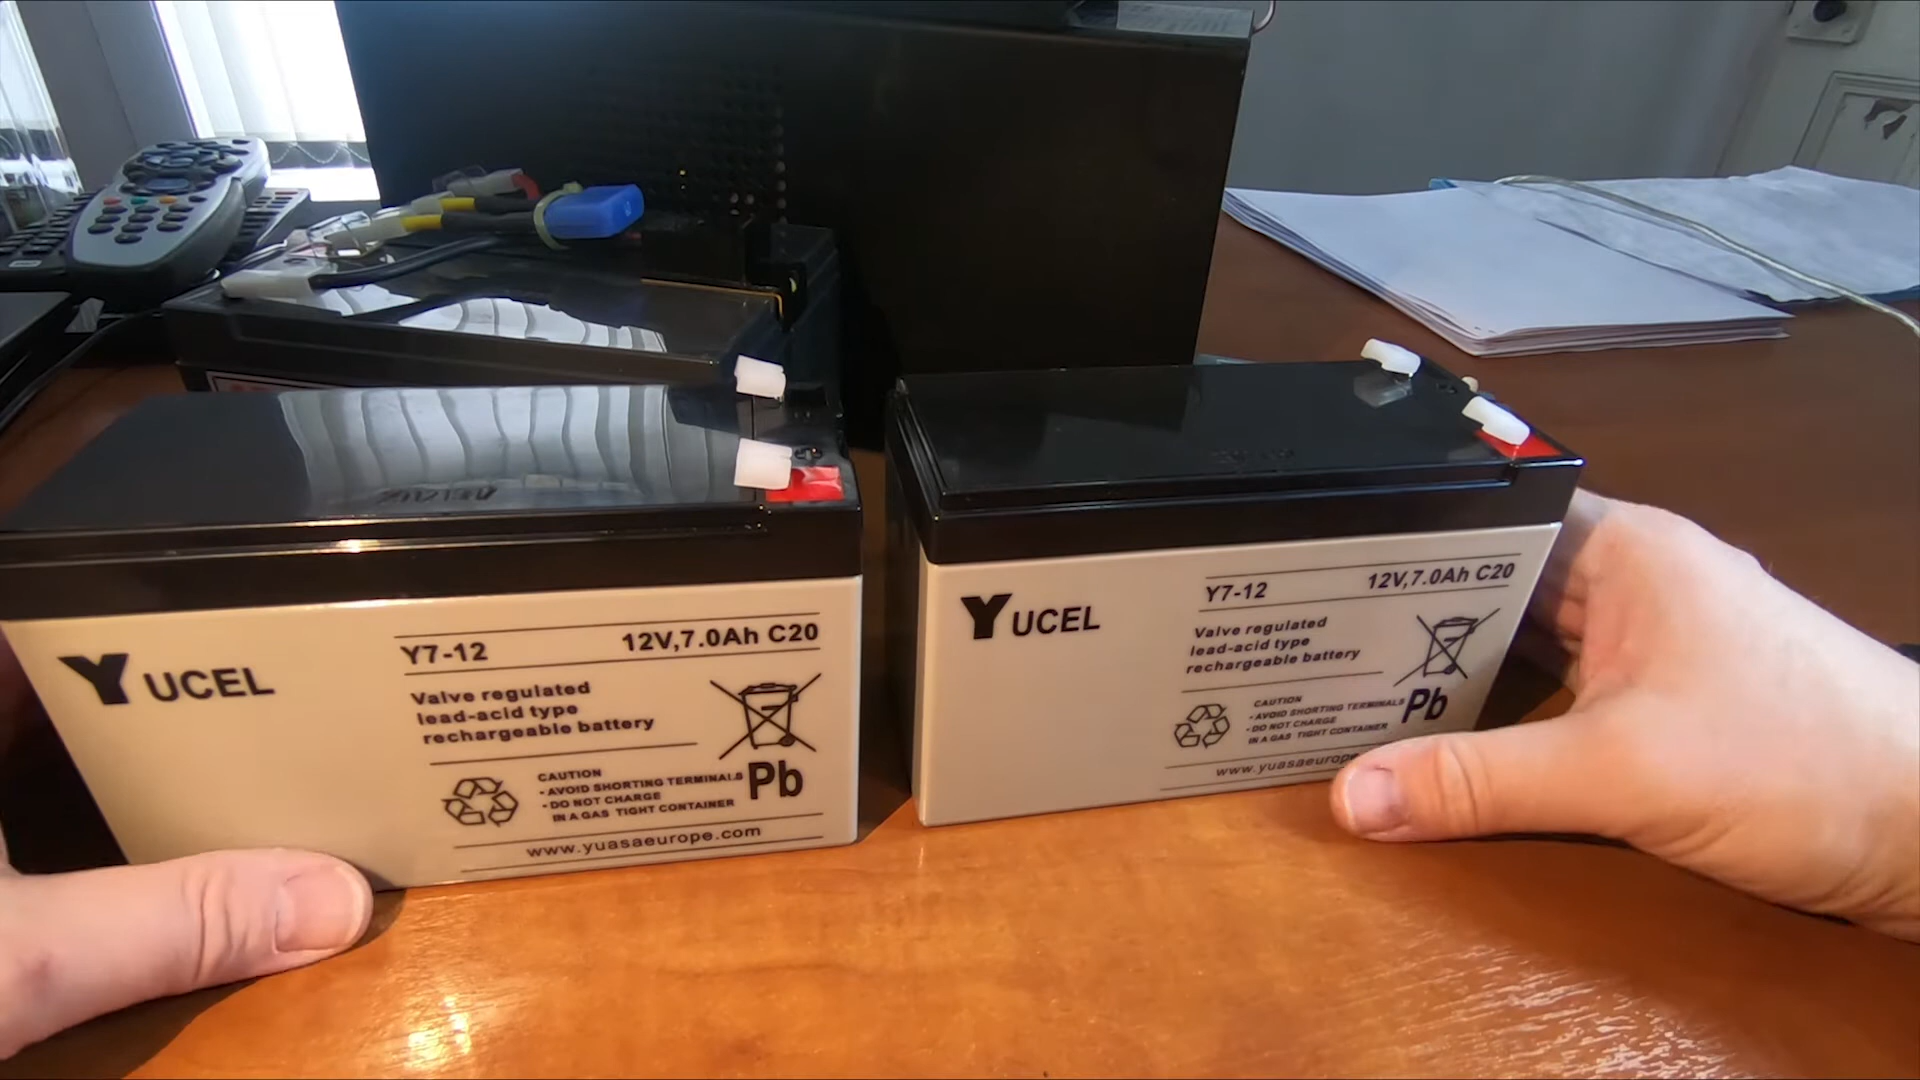 YUCEL
Y7-12 12V,7.0Ah C20
Valve regulated
lead-acid type
rechargeable battery
CAUTION
- AVOID SHORTING TERMINALS
- DO NOT CHARGE
IN A GAS TIGHT CONTAINER
Pb
www.yuasaeurope.com
YUCEL
Y7-12 12V,7.0Ah C20
Valve regulated
lead-acid type
rechargeable battery
CAUTION
- AVOID SHORTING TERMINALS
- DO NOT CHARGE
IN A GAS TIGHT CONTAINER
Pb
www.yuasaeurope